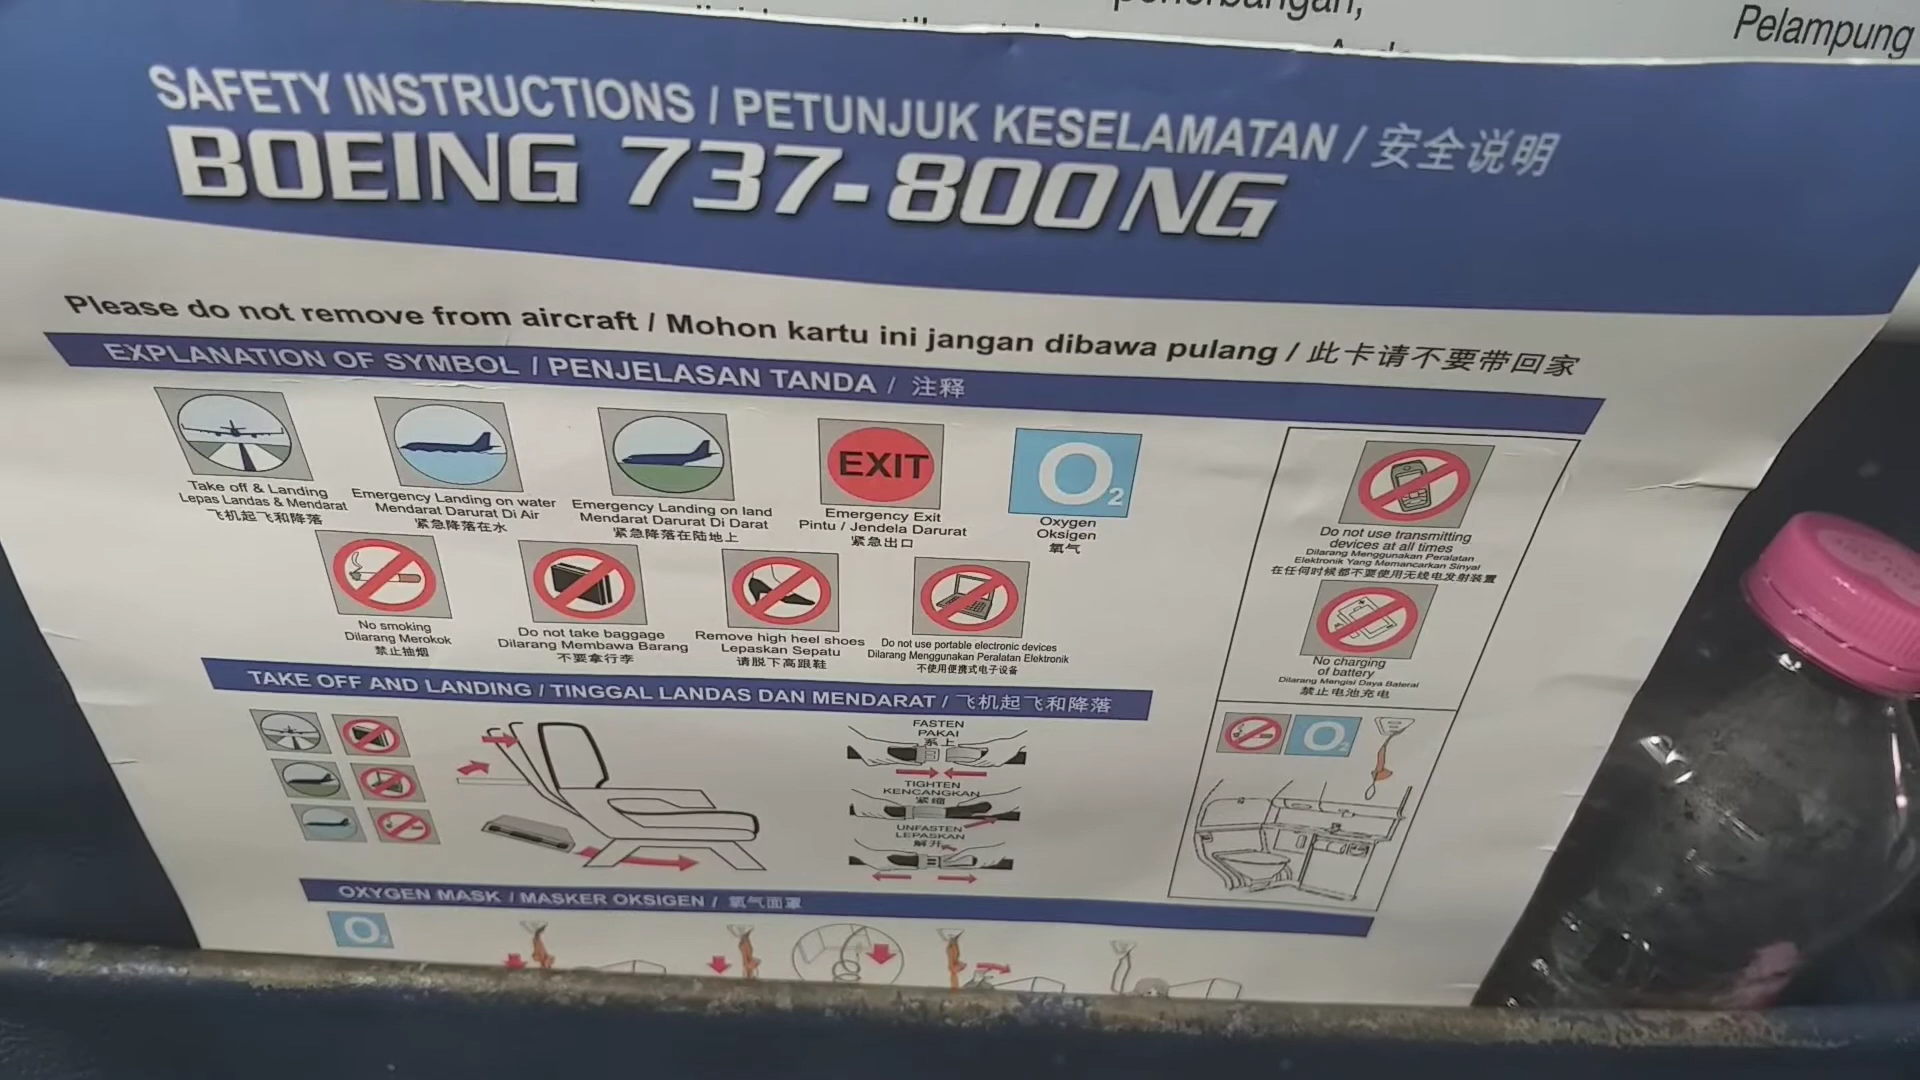 penerbangan,
Pelampung
SAFETY INSTRUCTIONS / PETUNJUK KESELAMATAN / 安全说明
BOEING 737-800NG
Please do not remove from aircraft / Mohon kartu ini jangan dibawa pulang / 此卡请不要带回家
EXPLANATION OF SYMBOL / PENJELASAN TANDA / 注释
Take off & Landing
Lepas Landas & Mendarat
飞机起飞和降落
Emergency Landing on water
Mendarat Darurat Di Air
紧急降落在水
Emergency Landing on land
Mendarat Darurat Di Darat
紧急降落在陆地上
EXIT
Emergency Exit
Pintu / Jendela Darurat
紧急出口
O2
Oxygen
Oksigen
氧气
Do not use transmitting
devices at all times
Dilarang Menggunakan Peralatan
Elektronik Yang Memancarkan Sinyal
在任何时候都不要使用无线电发射装置
No smoking
Dilarang Merokok
禁止抽烟
Do not take baggage
Dilarang Membawa Barang
不要拿行李
Remove high heel shoes
Lepaskan Sepatu
请脱下高跟鞋
Do not use portable electronic devices
Dilarang Menggunakan Peralatan Elektronik
不使用便携式电子设备
No charging
of battery
Dilarang Mengisi Daya Baterai
禁止电池充电
TAKE OFF AND LANDING / TINGGAL LANDAS DAN MENDARAT / 飞机起飞和降落
FASTEN
PAKAI
系上
TIGHTEN
KENCANGKAN
紧缩
UNFASTEN
LEPASKAN
解开
O2
OXYGEN MASK / MASKER OKSIGEN / 氧气面罩
O2